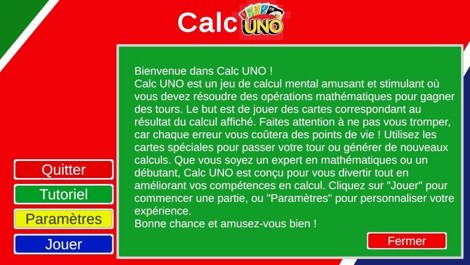 Calc UNO
Bienvenue dans Calc UNO !
Calc UNO est un jeu de calcul mental amusant et stimulant où
vous devez résoudre des opérations mathématiques pour gagner
des tours. Le but est de jouer des cartes correspondant au
résultat du calcul affiché. Faites attention à ne pas vous tromper,
car chaque erreur vous coûtera des points de vie ! Utilisez les
cartes spéciales pour passer votre tour ou générer de nouveaux
calculs. Que vous soyez un expert en mathématiques ou un
débutant, Calc UNO est conçu pour vous divertir tout en
améliorant vos compétences en calcul. Cliquez sur "Jouer" pour
commencer une partie, ou "Paramètres" pour personnaliser votre
expérience.
Bonne chance et amusez-vous bien !
Fermer
Quitter
Tutoriel
Paramètres
Jouer